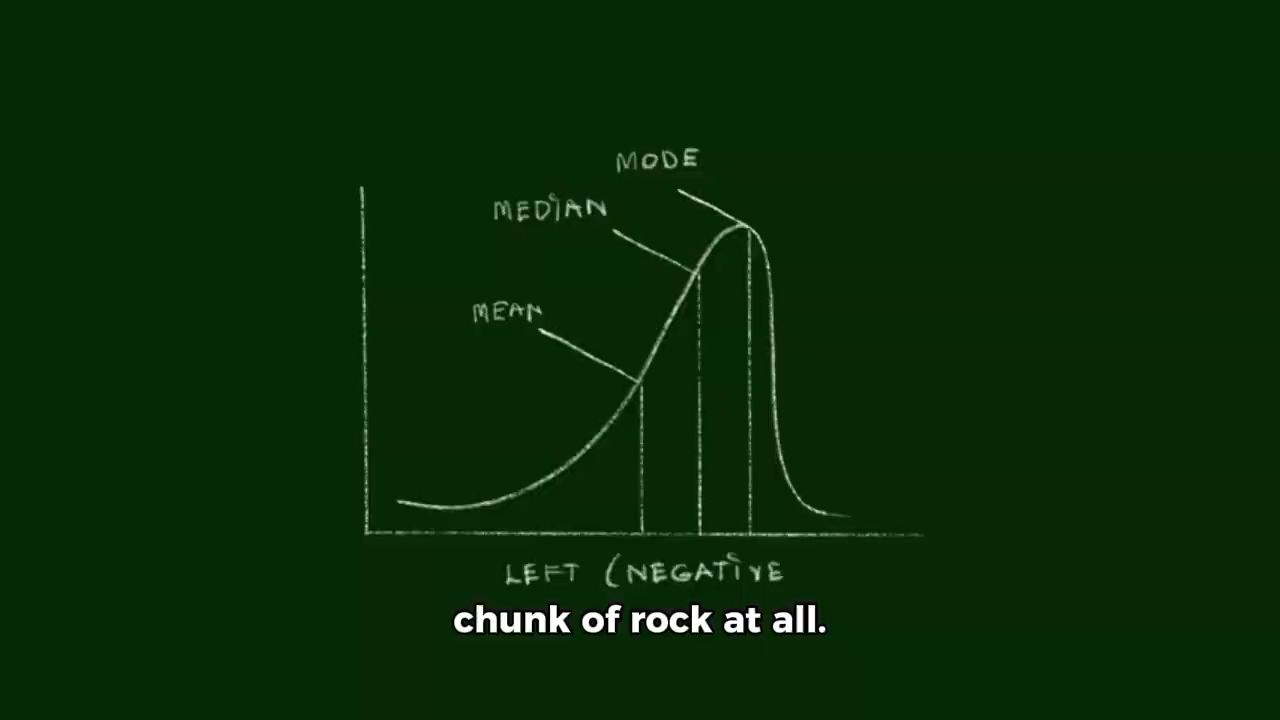 MODE
MEDIAN
MEAN
LEFT (NEGATIVE
chunk of rock at all.